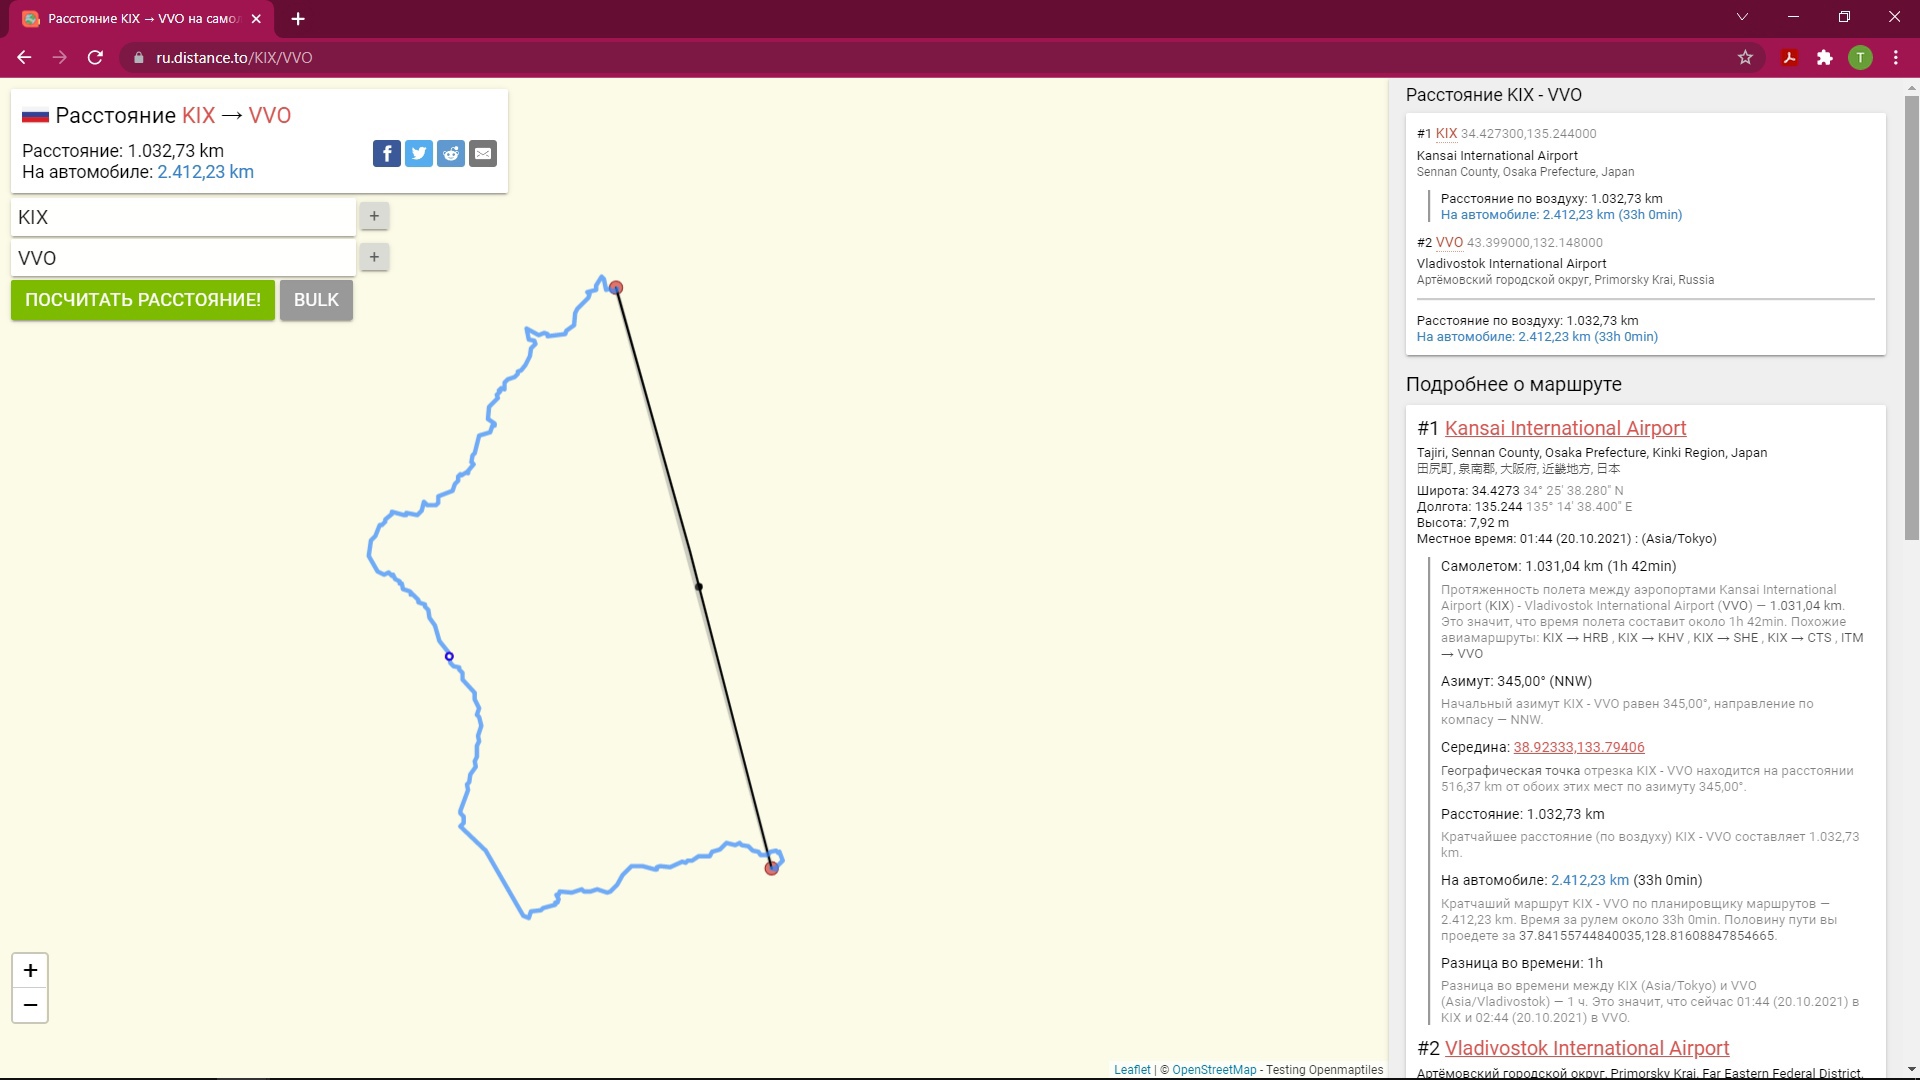 Расстояние KIX → VVO на само
ru.distance.to/KIX/VVO
T
Расстояние KIX → VVO
Расстояние: 1.032,73 km
На автомобиле: 2.412,23 km
KIX
+
VVO
+
ПОСЧИТАТЬ РАССТОЯНИЕ!
BULK
+
−
Leaflet | © OpenStreetMap - Testing Openmaptiles
Расстояние KIX - VVO
#1 KIX 34.427300,135.244000
Kansai International Airport
Sennan County, Osaka Prefecture, Japan
Расстояние по воздуху: 1.032,73 km
На автомобиле: 2.412,23 km (33h 0min)
#2 VVO 43.399000,132.148000
Vladivostok International Airport
Артёмовский городской округ, Primorsky Krai, Russia
Расстояние по воздуху: 1.032,73 km
На автомобиле: 2.412,23 km (33h 0min)
Подробнее о маршруте
#1 Kansai International Airport
Tajiri, Sennan County, Osaka Prefecture, Kinki Region, Japan
田尻町, 泉南郡, 大阪府, 近畿地方, 日本
Широта: 34.4273 34° 25' 38.280" N
Долгота: 135.244 135° 14' 38.400" E
Высота: 7,92 m
Местное время: 01:44 (20.10.2021) : (Asia/Tokyo)
Самолетом: 1.031,04 km (1h 42min)
Протяженность полета между аэропортами Kansai International
Airport (KIX) - Vladivostok International Airport (VVO) — 1.031,04 km.
Это значит, что время полета составит около 1h 42min. Похожие
авиамаршруты: KIX → HRB , KIX → KHV , KIX → SHE , KIX → CTS , ITM
→ VVO
Азимут: 345,00° (NNW)
Начальный азимут KIX - VVO равен 345,00°, направление по
компасу — NNW.
Середина: 38.92333,133.79406
Географическая точка отрезка KIX - VVO находится на расстоянии
516,37 km от обоих этих мест по азимуту 345,00°.
Расстояние: 1.032,73 km
Кратчайшее расстояние (по воздуху) KIX - VVO составляет 1.032,73
km.
На автомобиле: 2.412,23 km (33h 0min)
Кратчаший маршрут KIX - VVO по планировщику маршрутов —
2.412,23 km. Время за рулем около 33h 0min. Половину пути вы
проедете за 37.84155744840035,128.81608847854665.
Разница во времени: 1h
Разница во времени между KIX (Asia/Tokyo) и VVO
(Asia/Vladivostok) — 1 ч. Это значит, что сейчас 01:44 (20.10.2021) в
KIX и 02:44 (20.10.2021) в VVO.
#2 Vladivostok International Airport
Артёмовский городской округ, Primorsky Krai, Far Eastern Federal District,